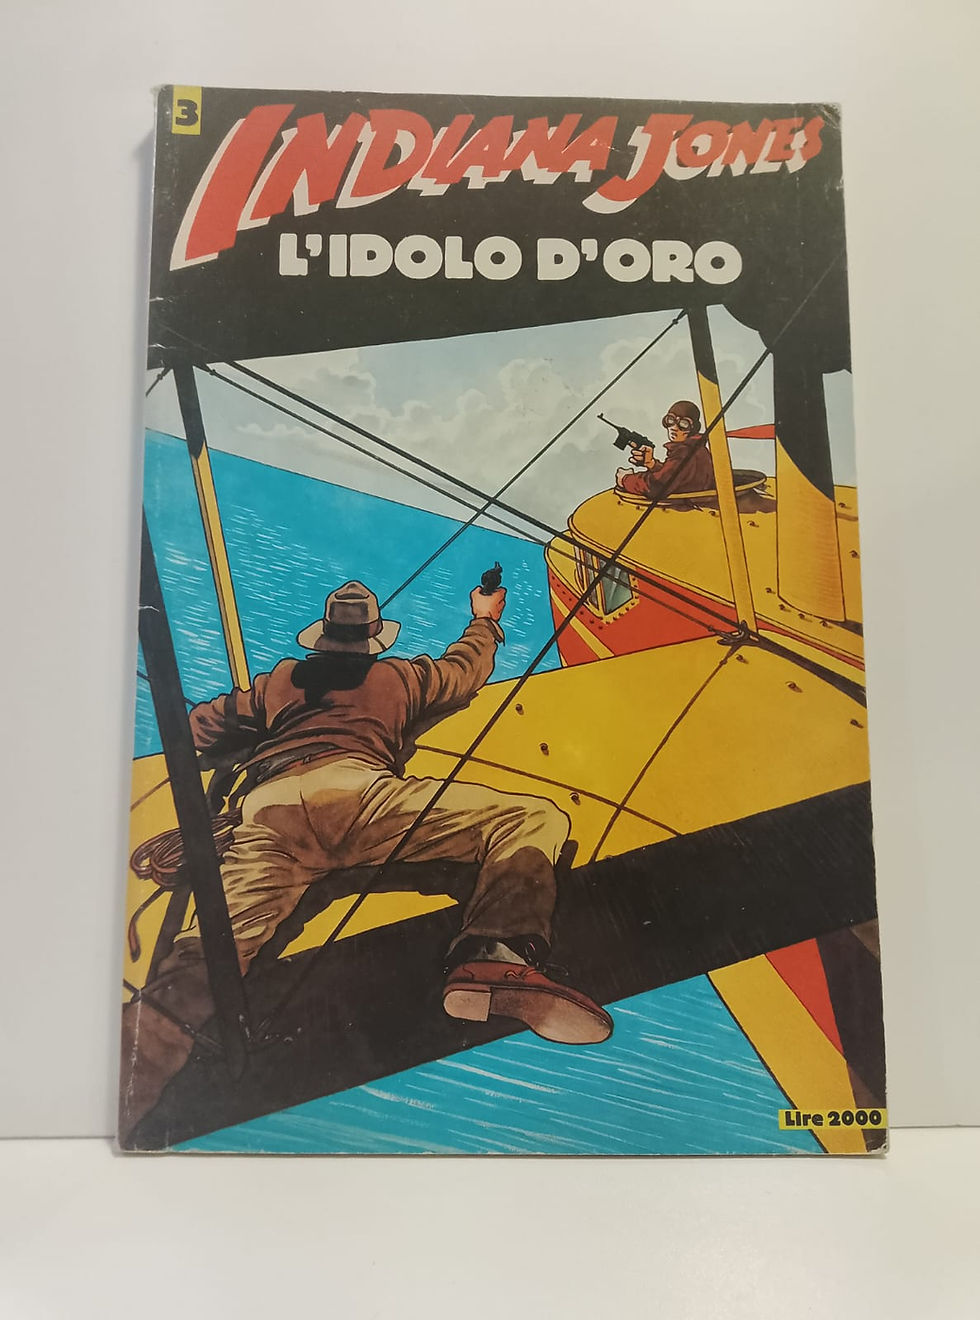 3
INDIANA JONES
L'IDOLO D'ORO
Lire 2000